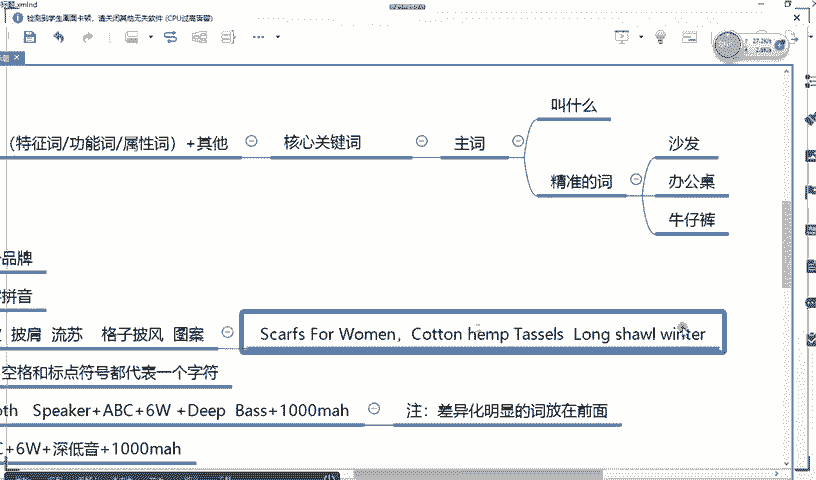 标题.xmind
检测到学生画面卡顿，请关闭其他无关软件 (CPU过高告警)
题
叫什么
（特征词/功能词/属性词）+其他
核心关键词
主词
沙发
精准的词
办公桌
牛仔裤
品牌
拼音
披肩 流苏 格子披风 图案
Scarfs For Women，Cotton hemp Tassels Long shawl winter
空格和标点符号都代表一个字符
oth Speaker+ABC+6W +Deep Bass+1000mah
注：差异化明显的词放在前面
C+6W+深低音+1000mah